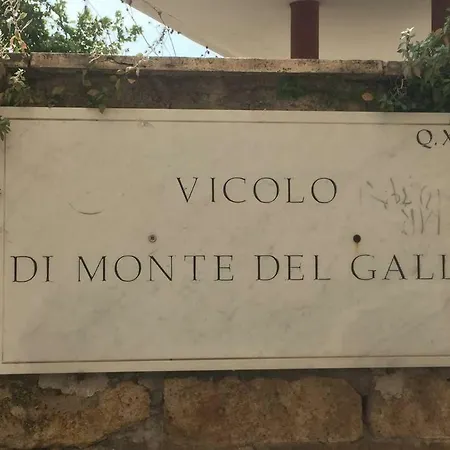 Q.X
VICOLO
DI MONTE DEL GALL